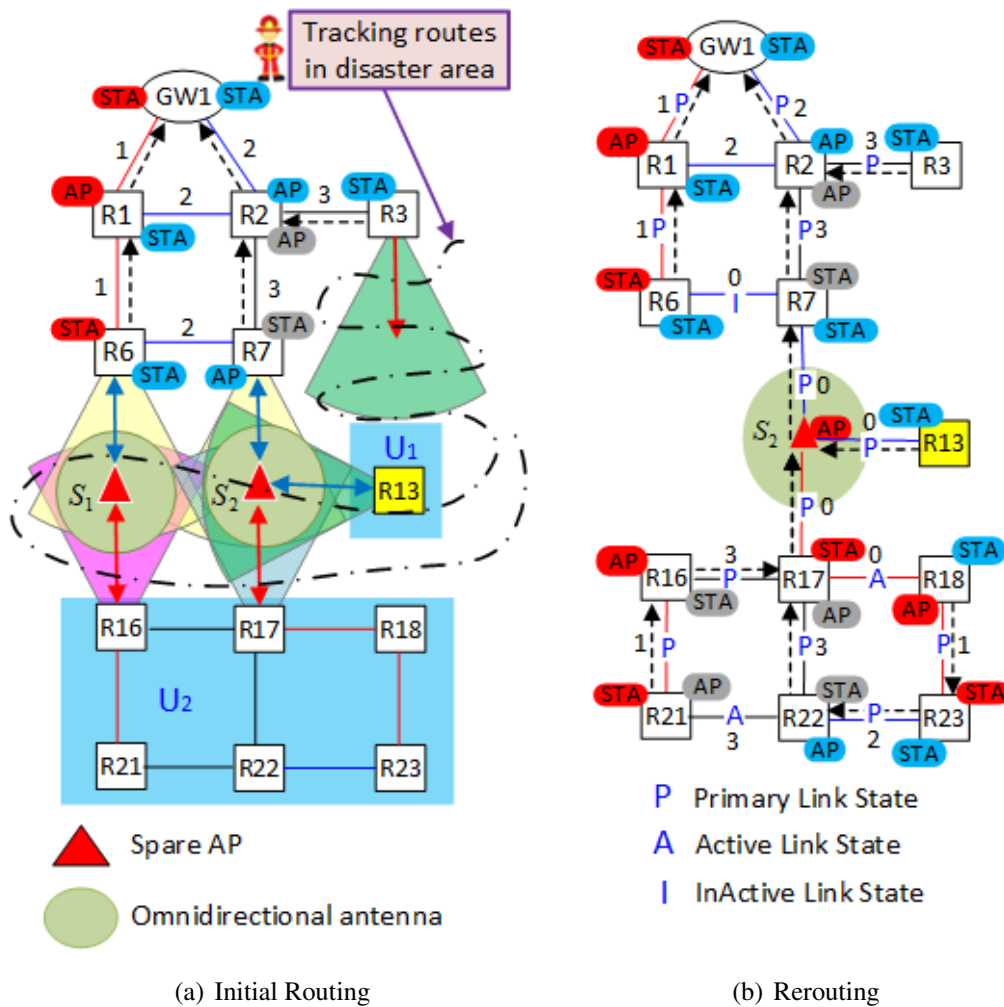 Tracking routes
in disaster area
STA GW1 STA
1 2
AP AP STA
3
R1 2 R2 R3
STA AP
1 3
STA STA
R6 2 R7
STA AP
U1
S1 S2 R13
R16 R17 R18
U2
R21 R22 R23
Spare AP
Omnidirectional antenna
(a) Initial Routing
STA GW1 STA
1 P P 2
AP AP 3 STA
R1 2 R2 P R3
STA AP
1 P P 3
STA 0 STA
R6 I R7
STA STA
P 0
S2 AP 0 STA
P R13
P 0
AP 3 STA 0 STA
R16 P R17 A R18
STA AP AP
1 P P 3 P 1
STA AP STA P STA
R21 A R22 R23
3 AP 2 STA
P Primary Link State
A Active Link State
I InActive Link State
(b) Rerouting